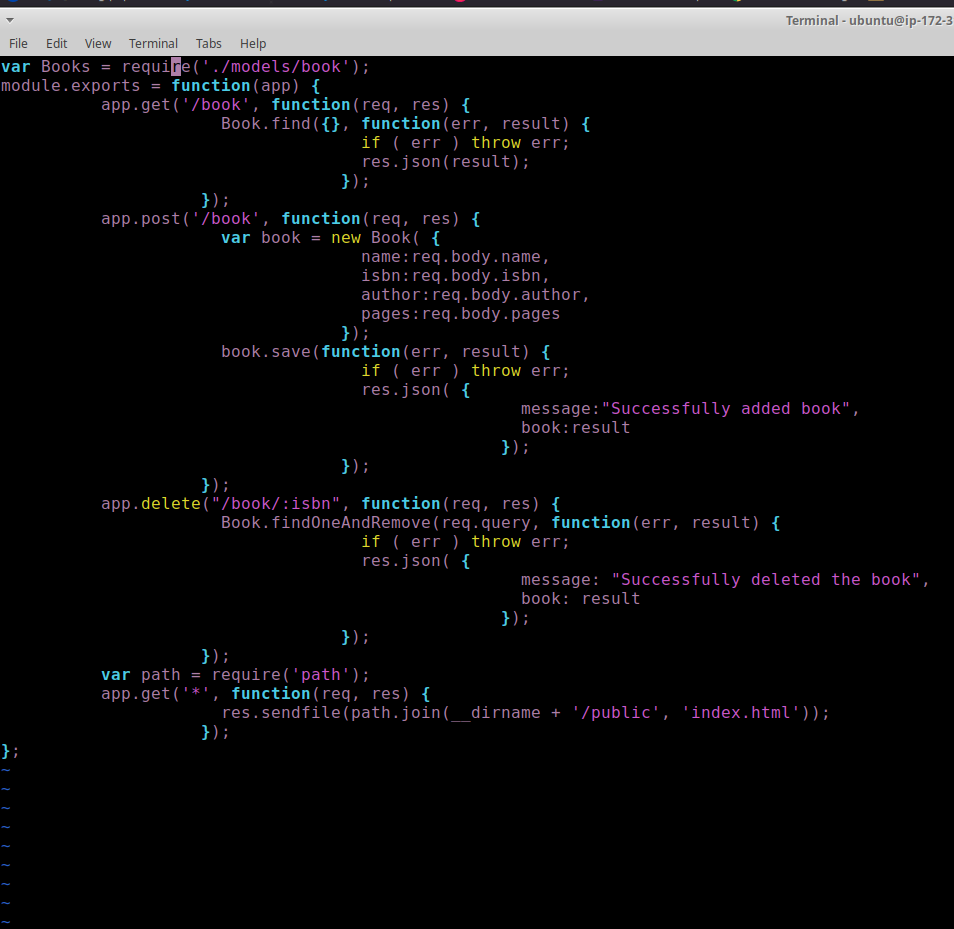 Terminal - ubuntu@ip-172-3
File Edit View Terminal Tabs Help
var Books = require('./models/book');
module.exports = function(app) {
app.get('/book', function(req, res) {
Book.find({}, function(err, result) {
if ( err ) throw err;
res.json(result);
});
});
app.post('/book', function(req, res) {
var book = new Book( {
name:req.body.name,
isbn:req.body.isbn,
author:req.body.author,
pages:req.body.pages
});
book.save(function(err, result) {
if ( err ) throw err;
res.json( {
message:"Successfully added book",
book:result
});
});
});
app.delete("/book/:isbn", function(req, res) {
Book.findOneAndRemove(req.query, function(err, result) {
if ( err ) throw err;
res.json( {
message: "Successfully deleted the book",
book: result
});
});
});
var path = require('path');
app.get('*', function(req, res) {
res.sendfile(path.join(__dirname + '/public', 'index.html'));
});
};
~
~
~
~
~
~
~
~
~